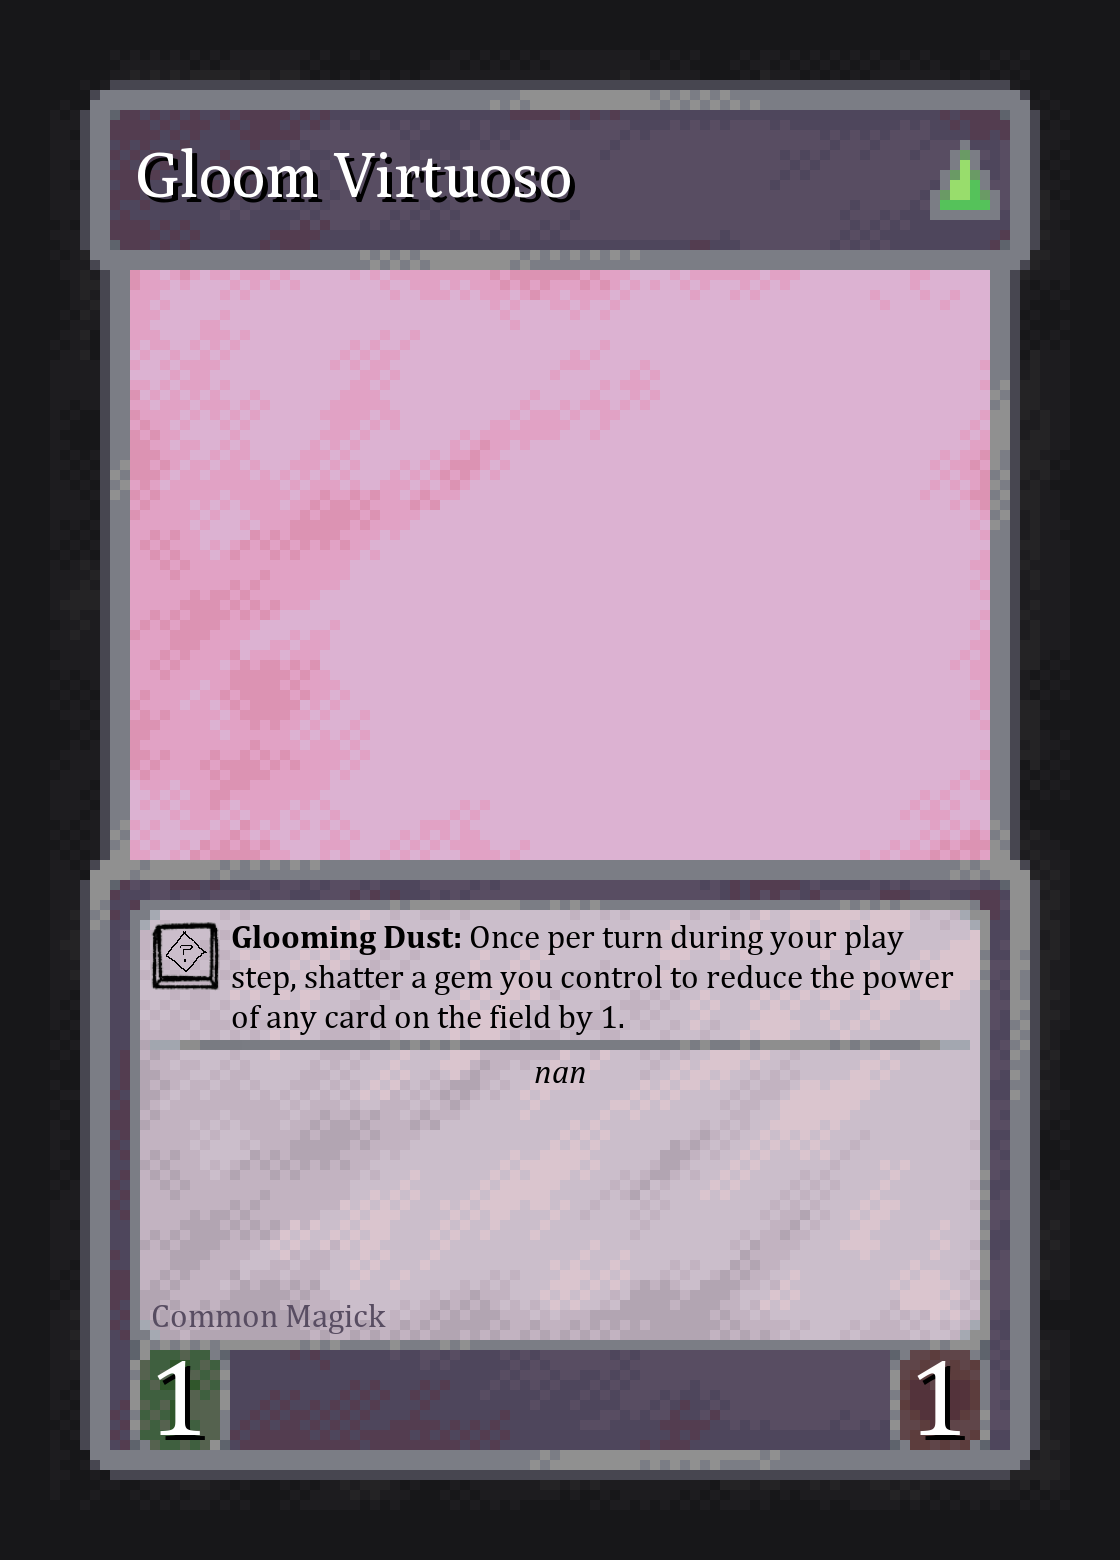 Gloom Virtuoso
?
Glooming Dust: Once per turn during your play
step, shatter a gem you control to reduce the power
of any card on the field by 1.
nan
Common Magick
1
1